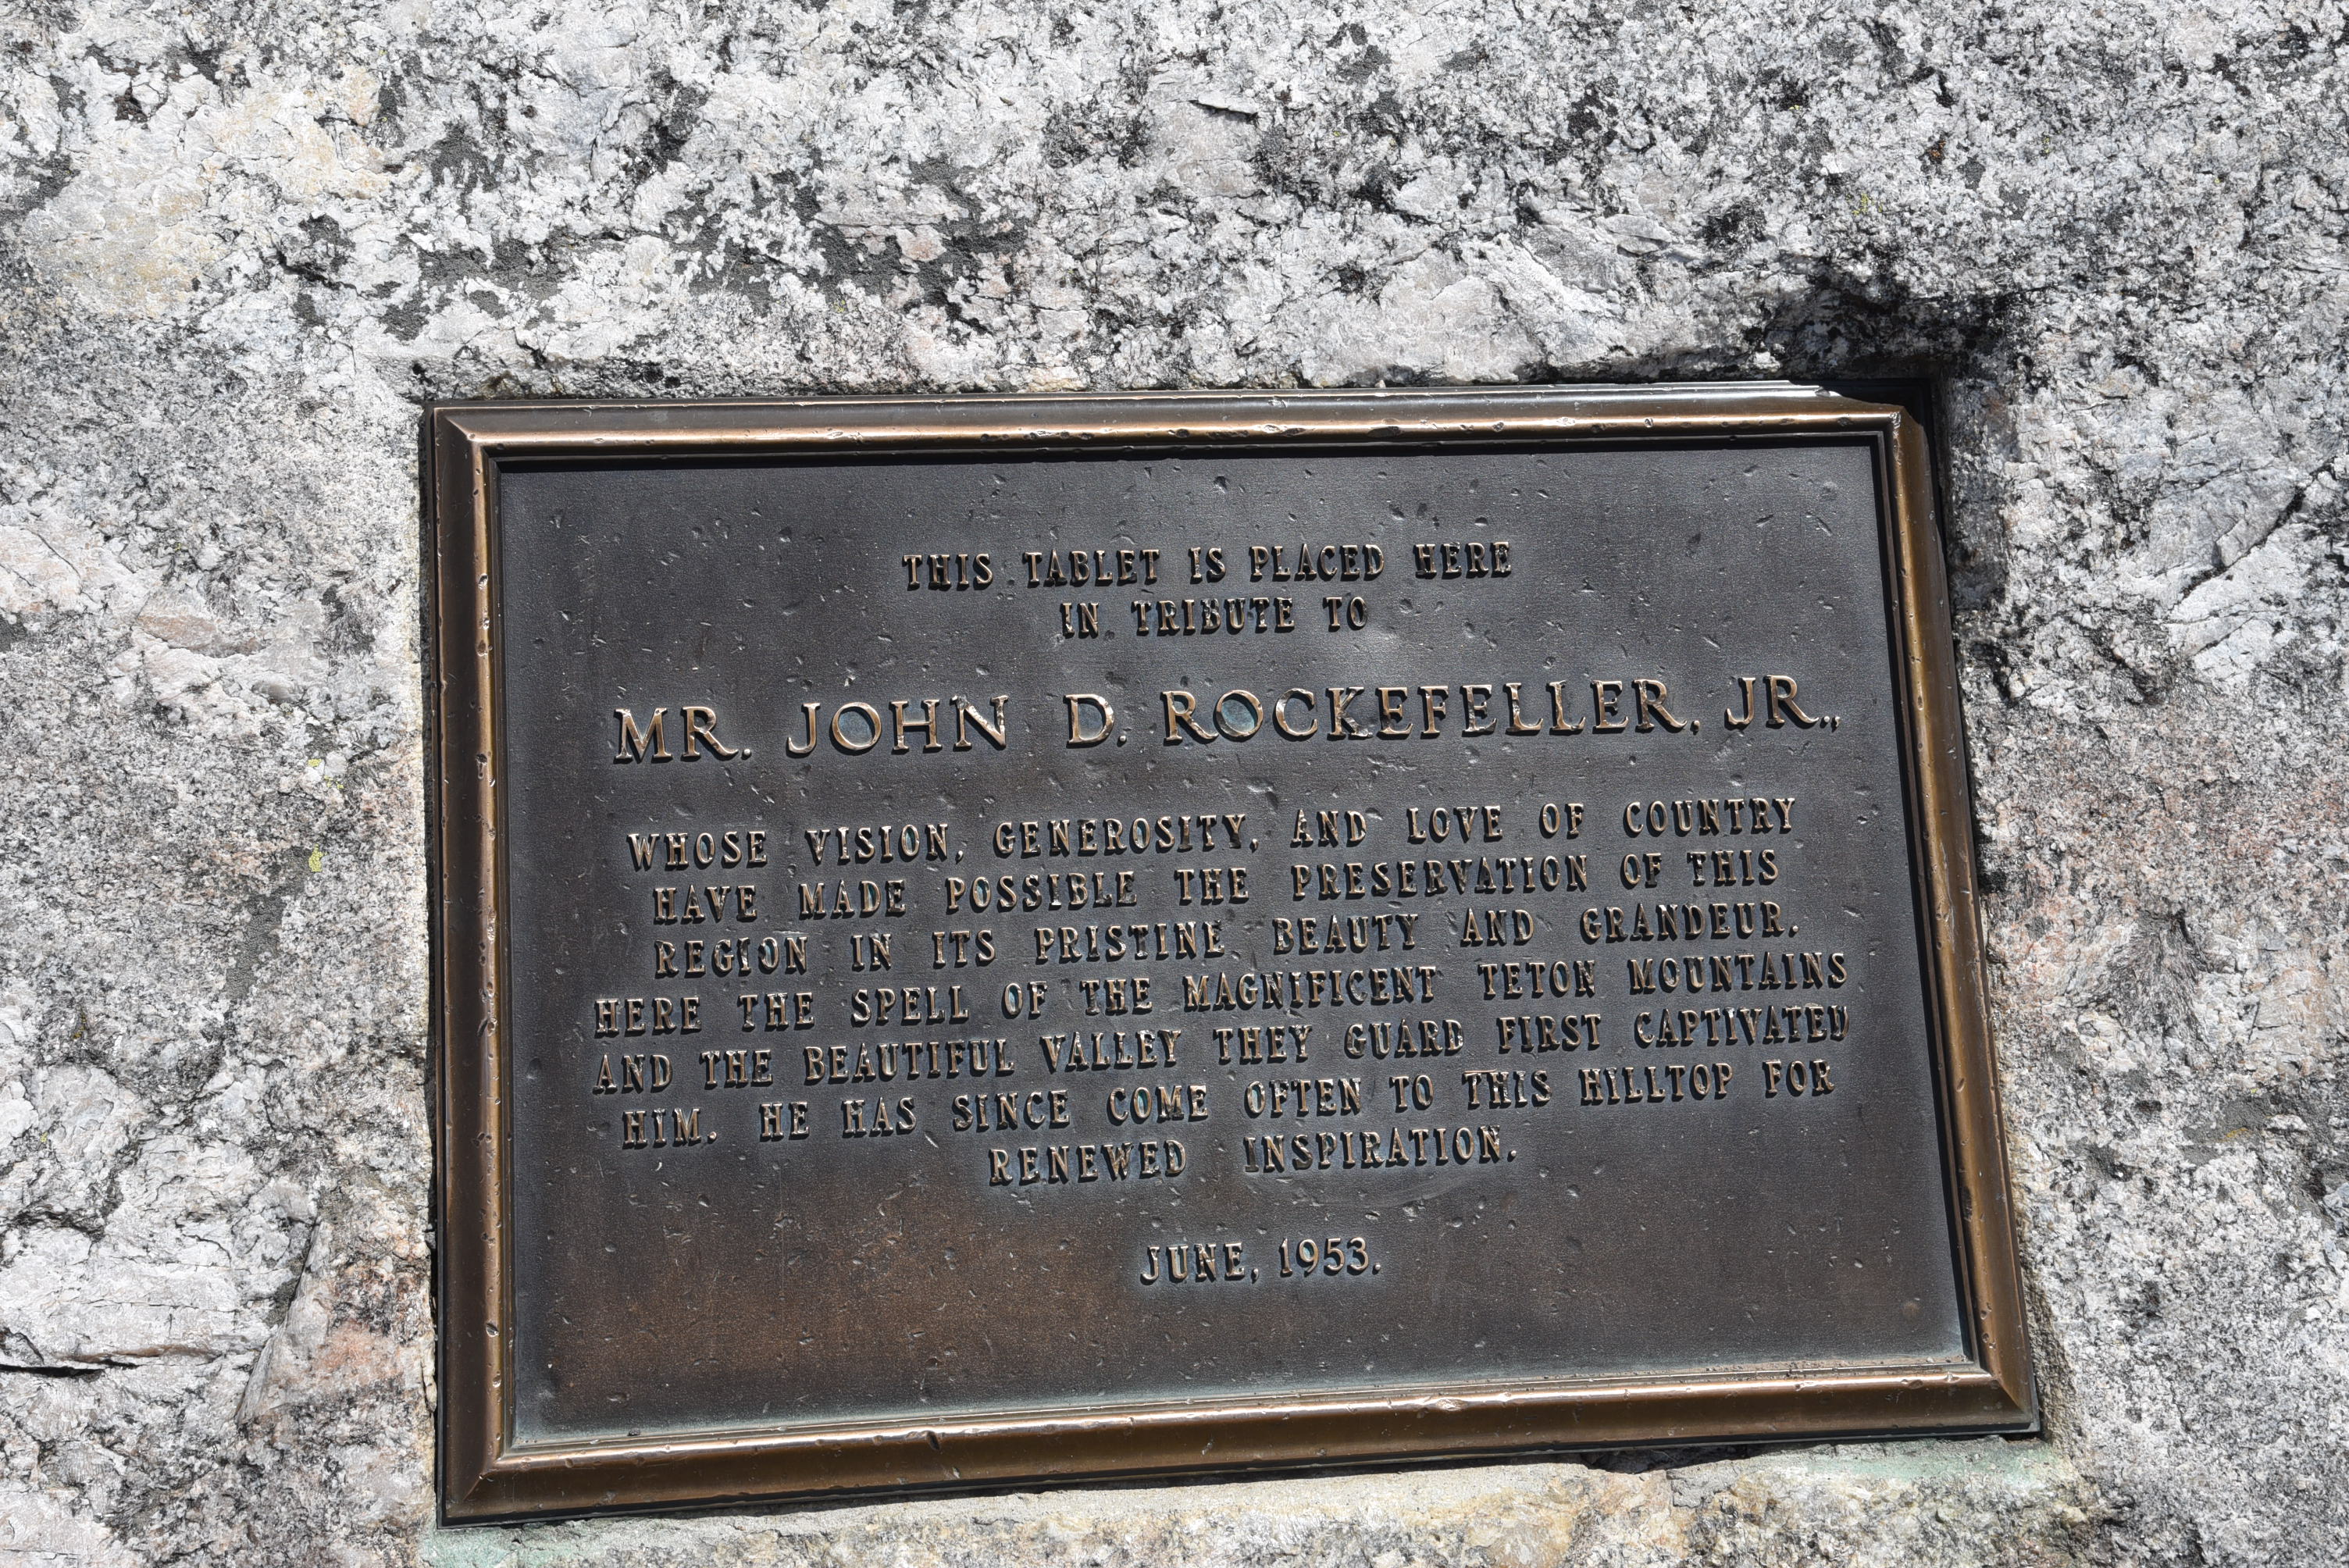 THIS TABLET IS PLACED HERE
IN TRIBUTE TO
MR. JOHN D. ROCKEFELLER, JR.,
WHOSE VISION, GENEROSITY, AND LOVE OF COUNTRY
HAVE MADE POSSIBLE THE PRESERVATION OF THIS
REGION IN ITS PRISTINE BEAUTY AND GRANDEUR.
HERE THE SPELL OF THE MAGNIFICENT TETON MOUNTAINS
AND THE BEAUTIFUL VALLEY THEY GUARD FIRST CAPTIVATED
HIM. HE HAS SINCE COME OFTEN TO THIS HILLTOP FOR
RENEWED INSPIRATION.
JUNE, 1953.